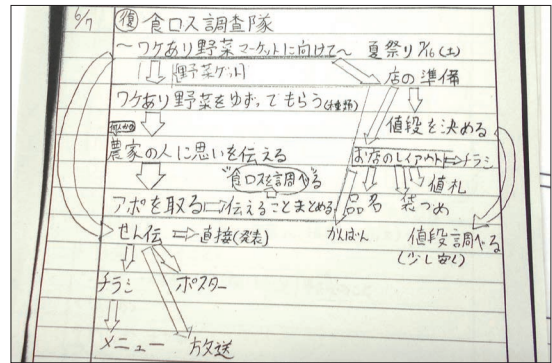 6/7 復 食ロス調査隊
〜ワケあり野菜マーケットに向けて〜 夏祭り7/16(土)
野菜ゲット 店の準備
ワケあり野菜をゆずってもらう
値段を決める
農家の人に思いを伝える お店のレイアウト⇨チラシ
"食ロスを調べる" 値札
アポを取る⇨伝えることまとめる 品名 袋つめ
せん伝 ⇨直接(発表) かんばん 値段調べる
(少し安く)
チラシ ポスター
メニュー 放送